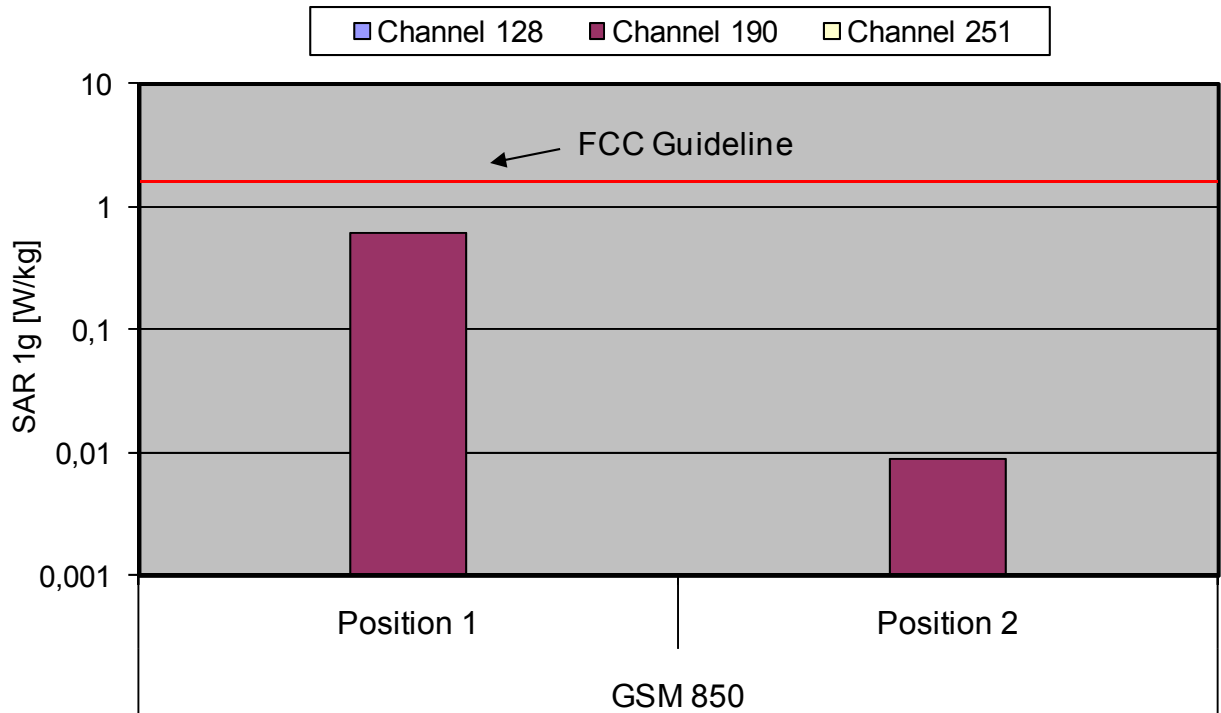 Channel 128 Channel 190 Channel 251
10
FCC Guideline
1
0,1
0,01
0,001
SAR 1g [W/kg]
Position 1 Position 2
GSM 850